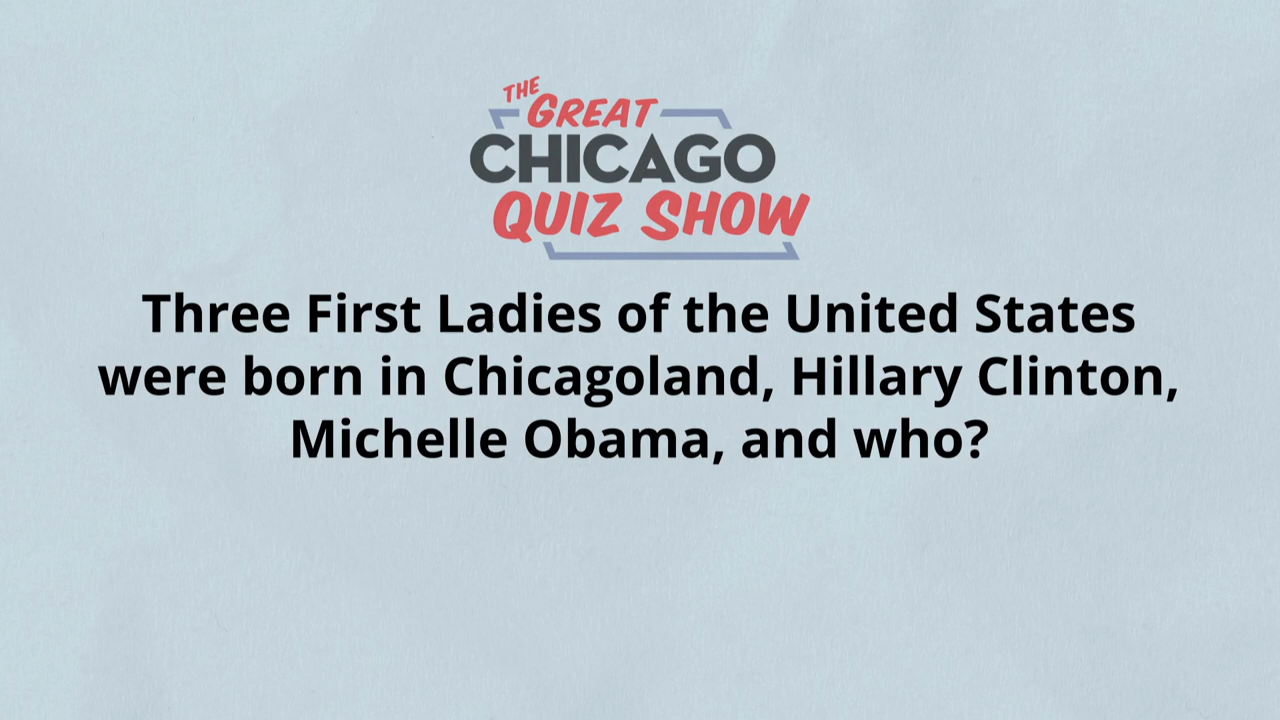 THE
GREAT
CHICAGO
QUIZ SHOW
Three First Ladies of the United States
were born in Chicagoland, Hillary Clinton,
Michelle Obama, and who?